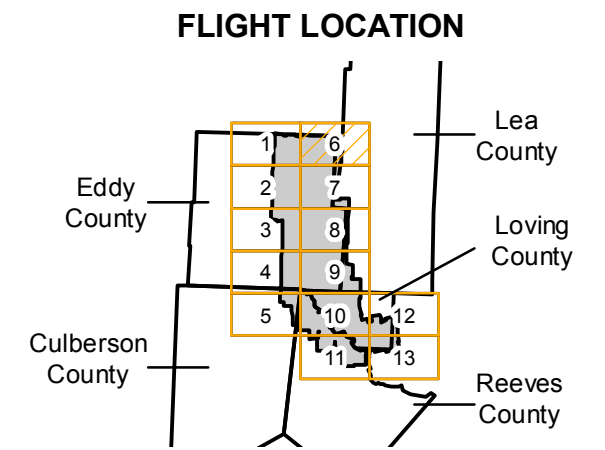 FLIGHT LOCATION
Lea
County
1
6
Eddy
County
2
7
3
8
Loving
County
4
9
5
10
12
Culberson
County
11
13
Reeves
County